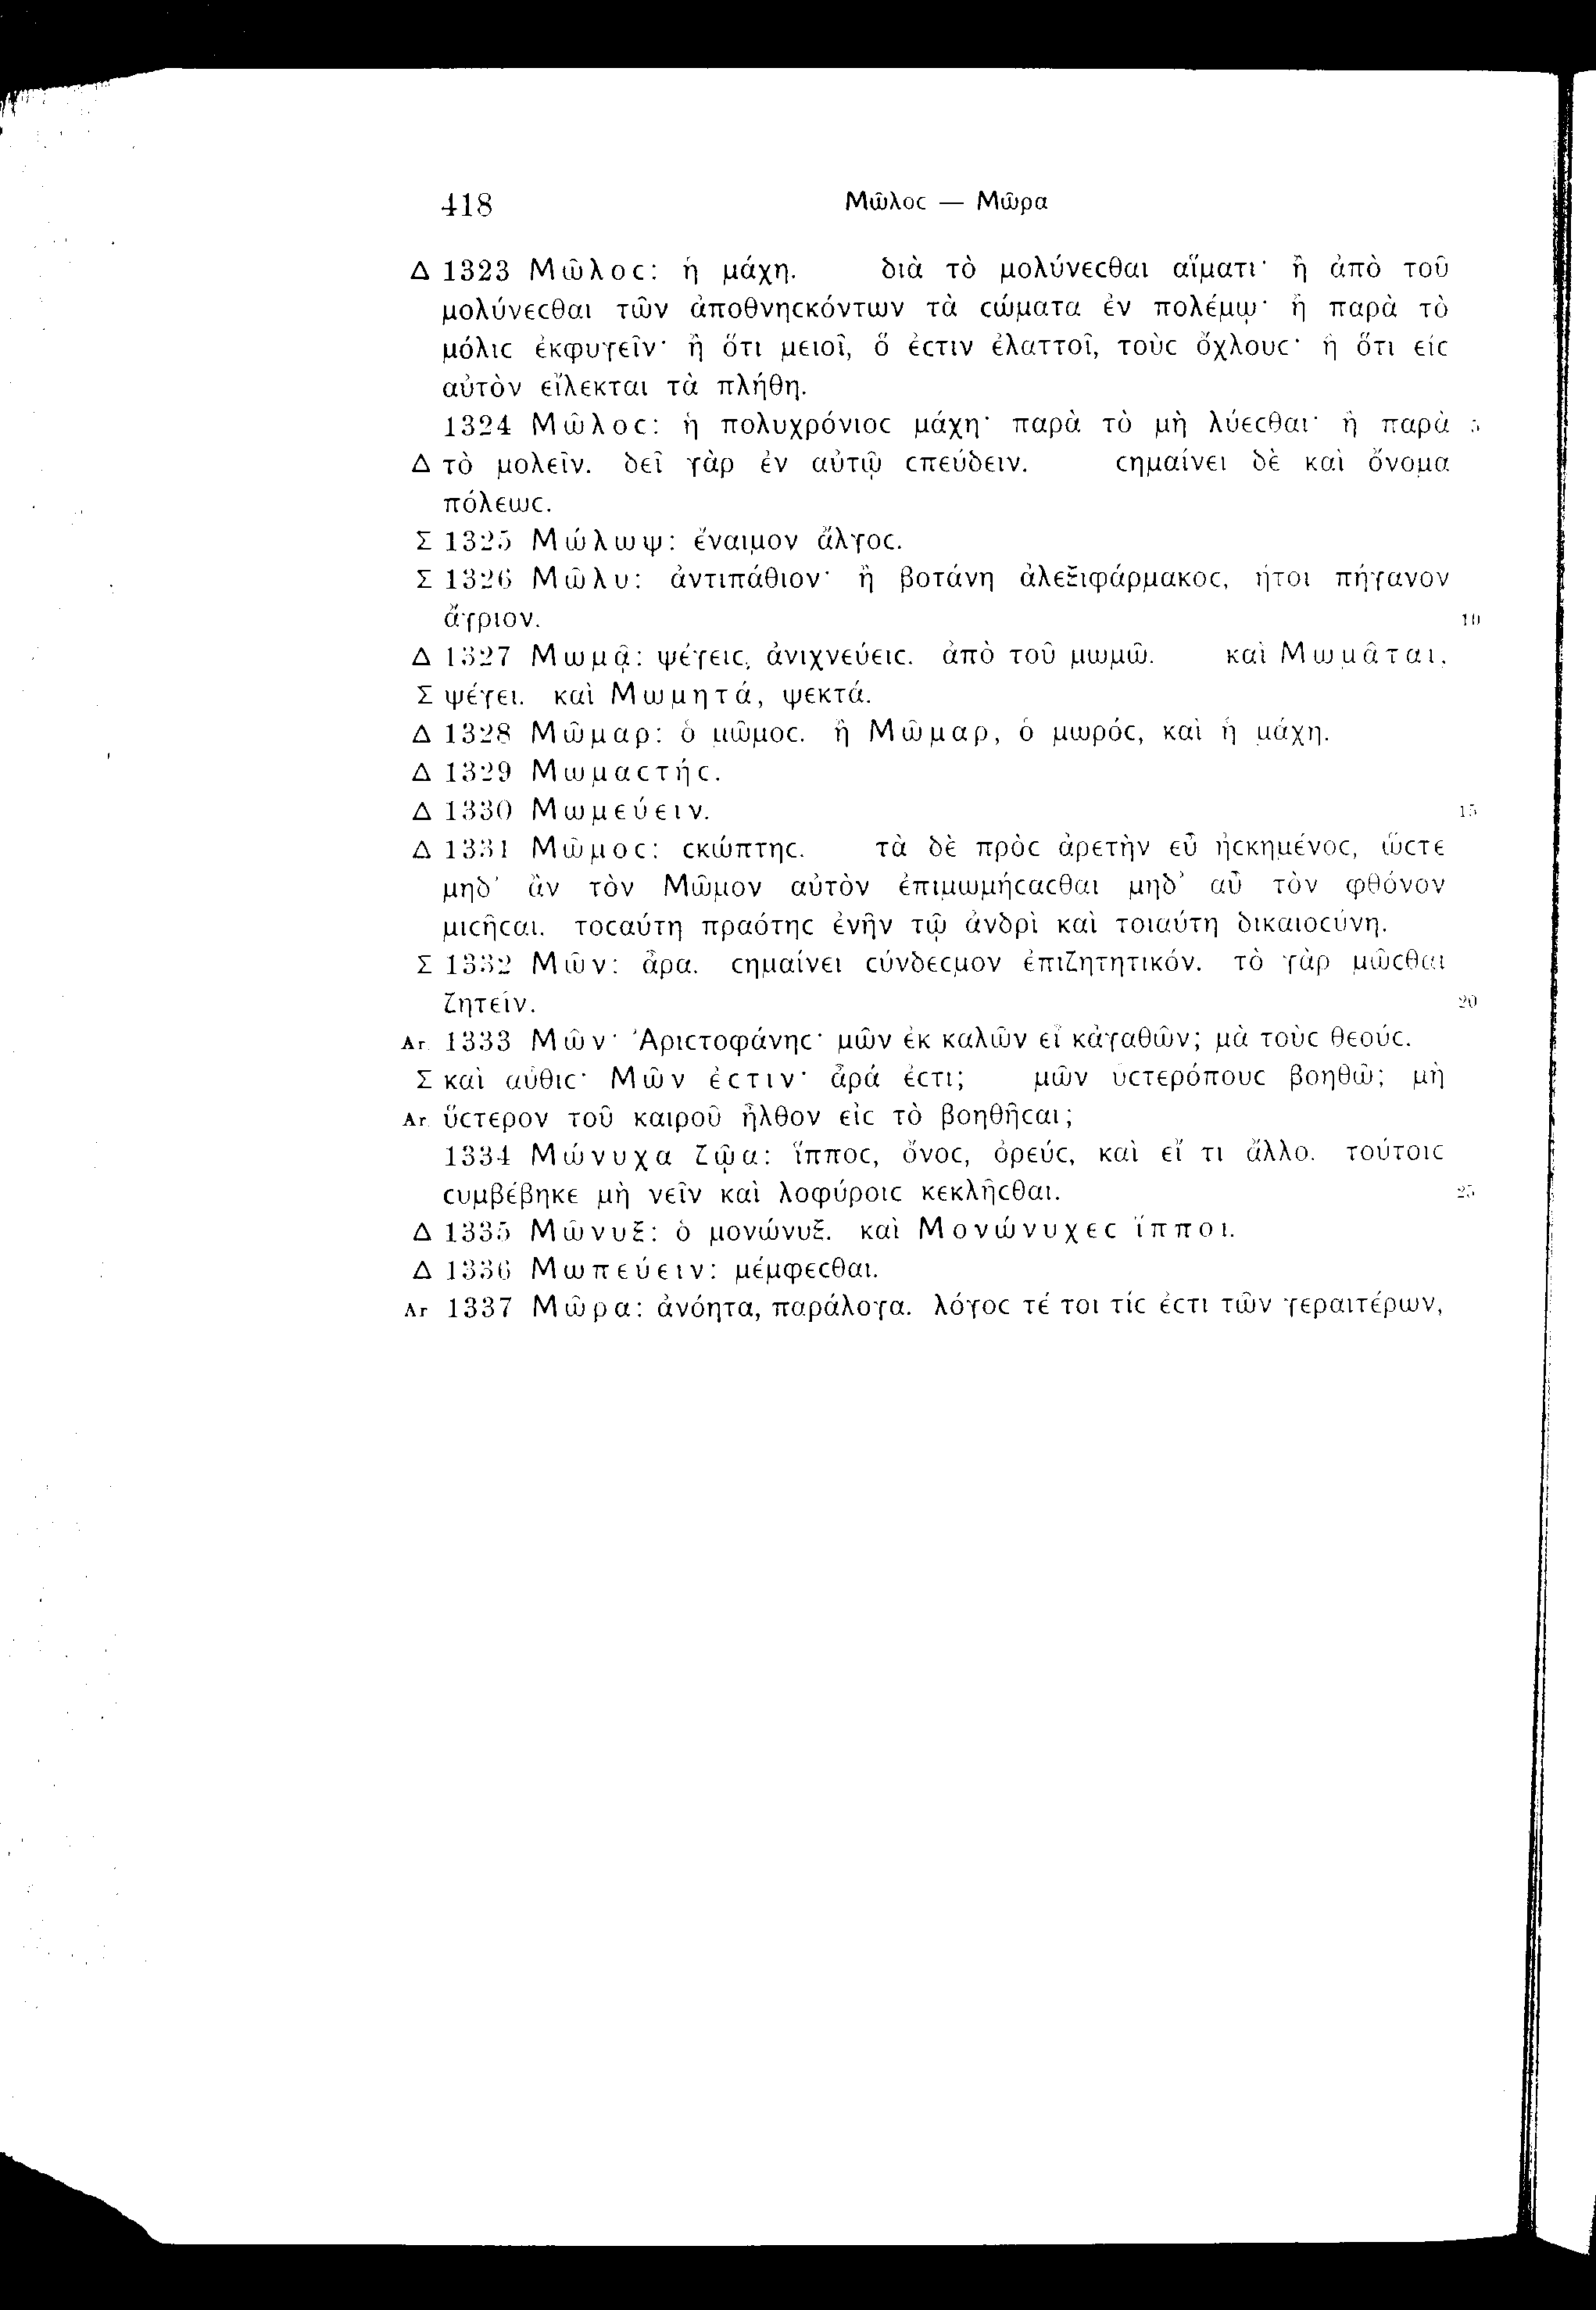 418 Μῶλοϲ — Μῶρα
Δ 1323 Μῶλοϲ: ἡ μάχη. διὰ τὸ μολύνεϲθαι αἵματι· ἢ ἀπὸ τοῦ
μολύνεϲθαι τῶν ἀποθνηϲκόντων τὰ ϲώματα ἐν πολέμῳ· ἢ παρὰ τὸ
μόλιϲ ἐκφυγεῖν· ἢ ὅτι μειοῖ, ὅ ἐϲτιν ἐλαττοῖ, τοὺϲ ὄχλουϲ· ἢ ὅτι εἰϲ
αὐτὸν εἴλεκται τὰ πλήθη.
1324 Μῶλοϲ: ἡ πολυχρόνιοϲ μάχη· παρὰ τὸ μὴ λύεϲθαι· ἢ παρὰ 5
Δ τὸ μολεῖν. δεῖ γὰρ ἐν αὐτῷ ϲπεύδειν. ϲημαίνει δὲ καὶ ὄνομα
πόλεωϲ.
Σ 1325 Μώλωψ: ἔναιμον ἄλγοϲ.
Σ 1326 Μῶλυ: ἀντιπάθιον· ἢ βοτάνη ἀλεξιφάρμακοϲ, ἤτοι πήγανον
ἄγριον. 10
Δ 1327 Μωμᾷ: ψέγειϲ, ἀνιχνεύειϲ. ἀπὸ τοῦ μωμῶ. καὶ Μωμᾶται,
Σ ψέγει. καὶ Μωμητά, ψεκτά.
Δ 1328 Μῶμαρ: ὁ μῶμοϲ. ἢ Μῶμαρ, ὁ μωρόϲ, καὶ ἡ μάχη.
Δ 1329 Μωμαϲτήϲ.
Δ 1330 Μωμεύειν. 15
Δ 1331 Μῶμοϲ: ϲκώπτηϲ. τὰ δὲ πρὸϲ ἀρετὴν εὖ ἠϲκημένοϲ, ὥϲτε
μηδ᾽ ἂν τὸν Μῶμον αὐτὸν ἐπιμωμήϲαϲθαι μηδ᾽ αὖ τὸν φθόνον
μιϲῆϲαι. τοϲαύτη πραότηϲ ἐνῆν τῷ ἀνδρὶ καὶ τοιαύτη δικαιοϲύνη.
Σ 1332 Μῶν: ἆρα. ϲημαίνει ϲύνδεϲμον ἐπιζητητικόν. τὸ γὰρ μῶϲθαι
ζητεῖν. 20
Ar. 1333 Μῶν· Ἀριϲτοφάνηϲ· μῶν ἐκ καλῶν εἶ κἀγαθῶν; μὰ τοὺϲ θεούϲ.
Σ καὶ αὖθιϲ· Μῶν ἐϲτιν· ἆρά ἐϲτι; μῶν ὑϲτερόπουϲ βοηθῶ; μὴ
Ar. ὕϲτερον τοῦ καιροῦ ἦλθον εἰϲ τὸ βοηθῆϲαι;
1334 Μώνυχα ζῷα: ἵπποϲ, ὄνοϲ, ὀρεύϲ, καὶ εἴ τι ἄλλο. τούτοιϲ
ϲυμβέβηκε μὴ νεῖν καὶ λοφύροιϲ κεκλῆϲθαι. 25
Δ 1335 Μῶνυξ: ὁ μονώνυξ. καὶ Μονώνυχεϲ ἵπποι.
Δ 1336 Μωπεύειν: μέμφεϲθαι.
Ar 1337 Μῶρα: ἀνόητα, παράλογα. λόγοϲ τέ τοι τίϲ ἐϲτι τῶν γεραιτέρων,